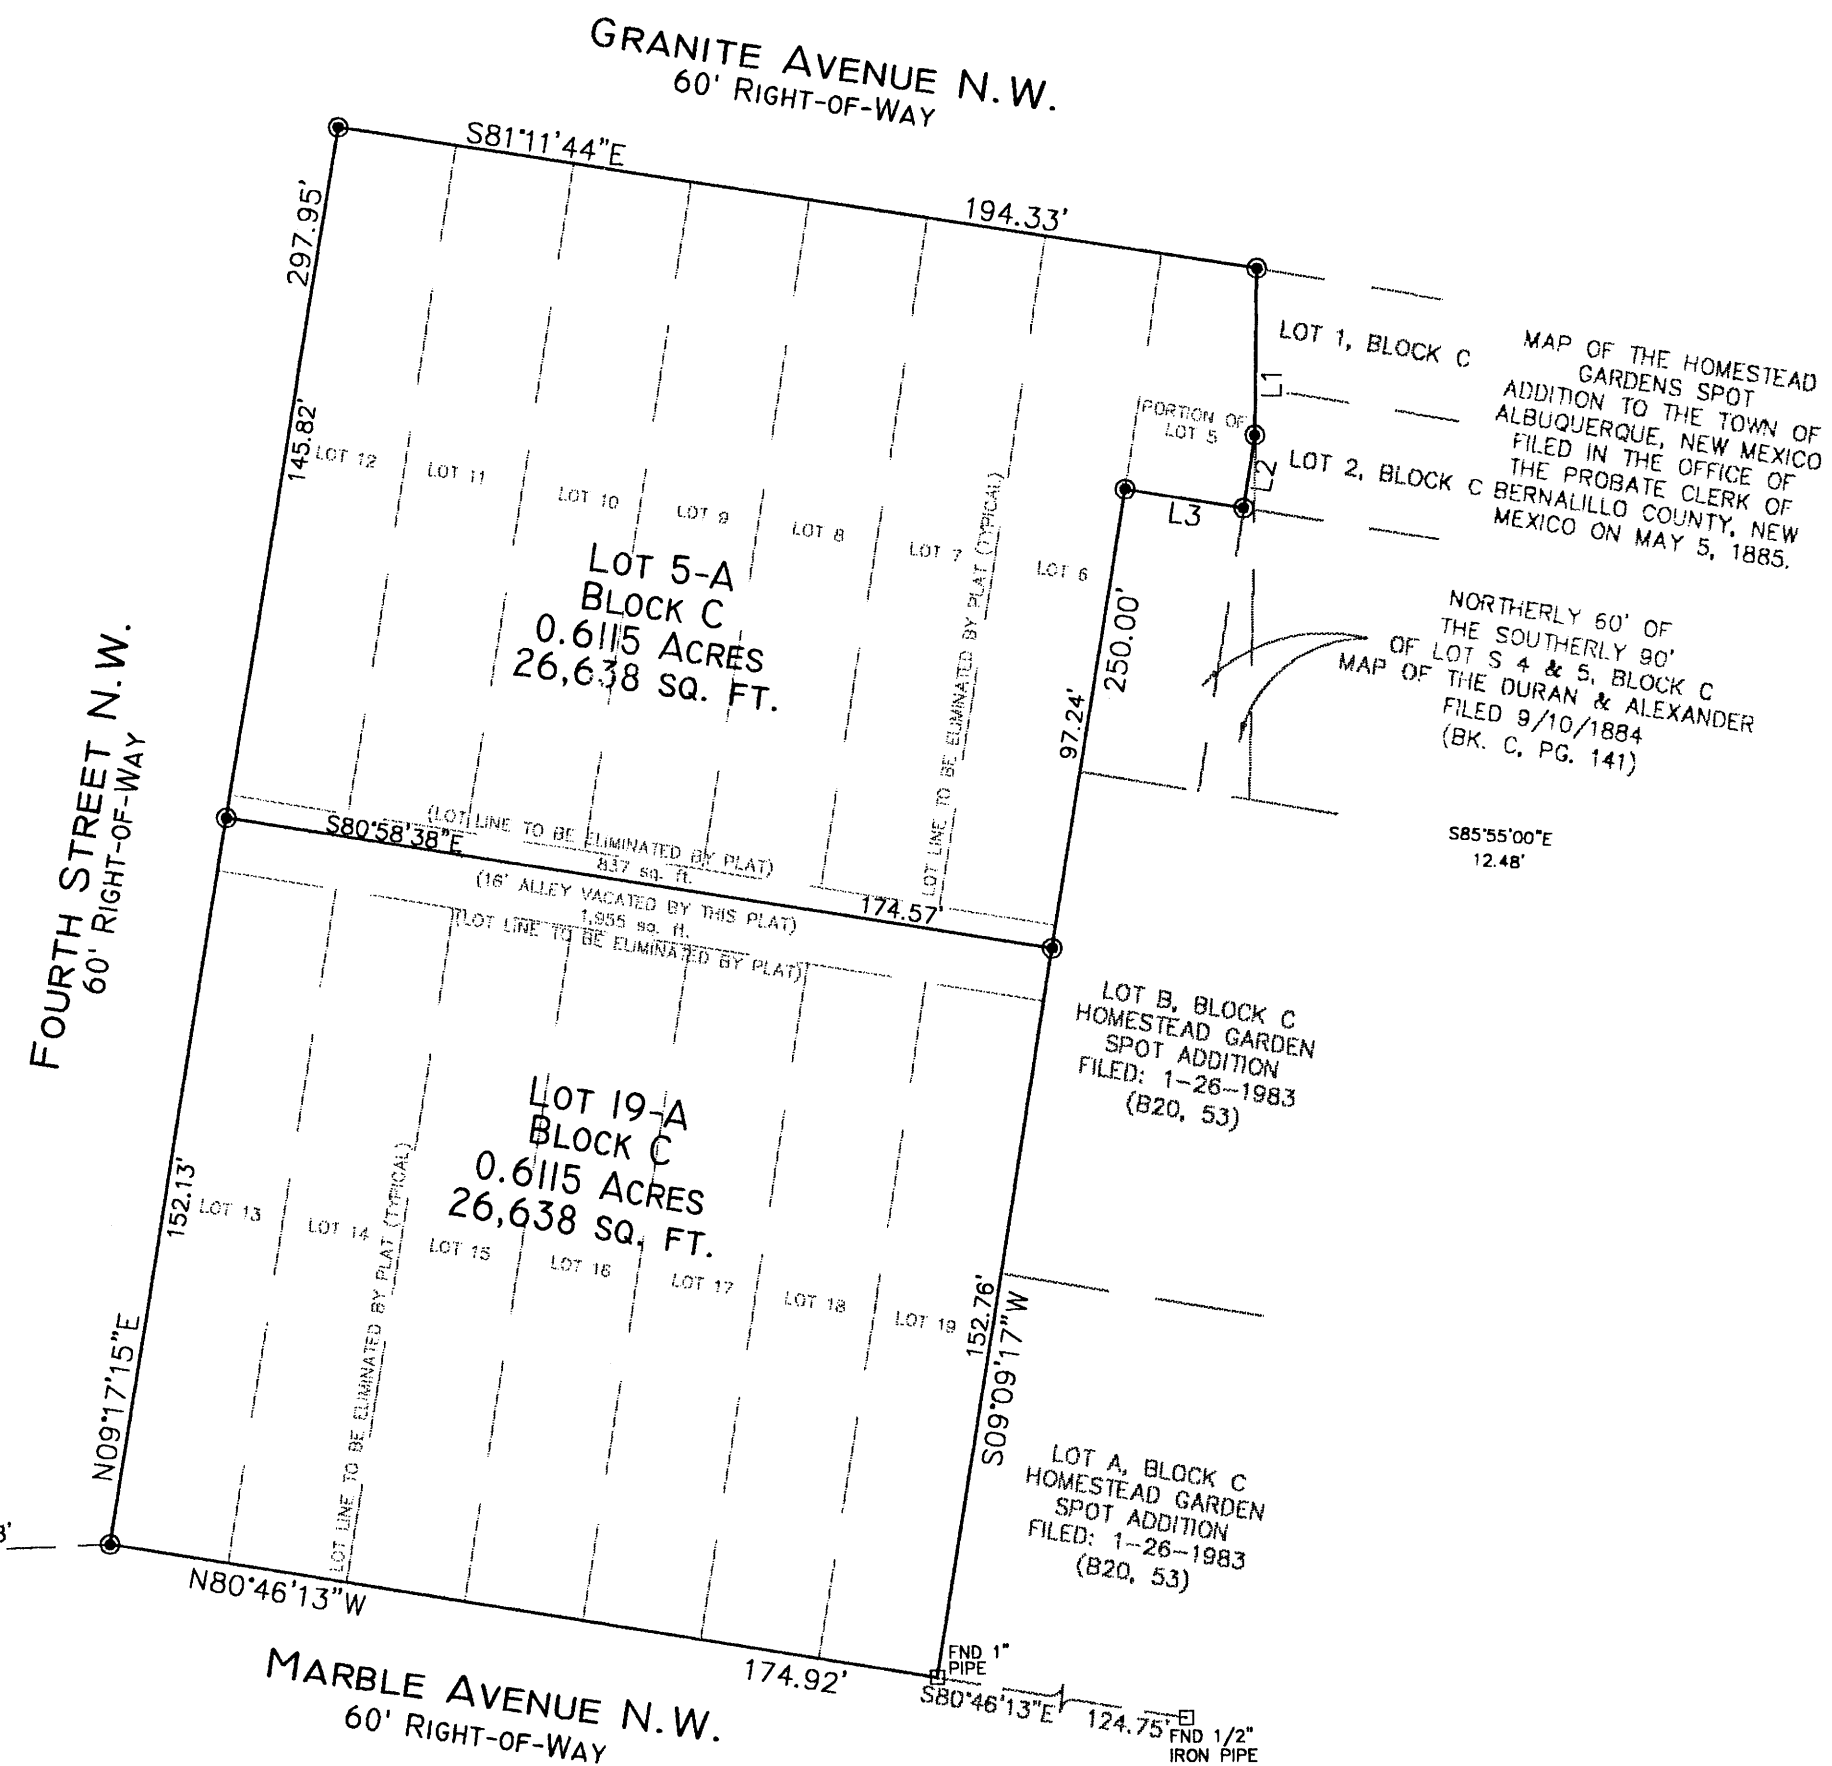 GRANITE AVENUE N.W.
60' RIGHT-OF-WAY
S81°11'44"E
194.33'
297.95'
145.82'
LOT 1, BLOCK C
L1
LOT 2, BLOCK C
L2
L3
MAP OF THE HOMESTEAD
GARDENS SPOT
ADDITION TO THE TOWN OF
ALBUQUERQUE, NEW MEXICO
FILED IN THE OFFICE OF
THE PROBATE CLERK OF
BERNALILLO COUNTY, NEW
MEXICO ON MAY 5, 1885.
(PORTION OF
LOT 5
LOT 12
LOT 11
LOT 10
LOT 9
LOT 8
LOT 7
LOT 6
LOT LINE TO BE ELIMINATED BY PLAT (TYPICAL)
LOT 5-A
BLOCK C
0.6115 ACRES
26,638 SQ. FT.
250.00'
97.24'
NORTHERLY 60' OF
THE SOUTHERLY 90'
OF LOT S 4 & 5, BLOCK C
MAP OF THE DURAN & ALEXANDER
FILED 9/10/1884
(BK. C, PG. 141)
S85°55'00"E
12.48'
FOURTH STREET N.W.
60' RIGHT-OF-WAY
S80°58'38"E
(LOT LINE TO BE ELIMINATED BY PLAT)
837 sq. ft.
(16' ALLEY VACATED BY THIS PLAT)
1,955 sq. ft.
(LOT LINE TO BE ELIMINATED BY PLAT)
174.57'
LOT B, BLOCK C
HOMESTEAD GARDEN
SPOT ADDITION
FILED: 1-26-1983
(B20, 53)
LOT 19-A
BLOCK C
0.6115 ACRES
26,638 SQ. FT.
152.13'
LOT 13
LOT 14
LOT 15
LOT 16
LOT 17
LOT 18
LOT 19
LOT LINE TO BE ELIMINATED BY PLAT (TYPICAL)
152.76'
S09°09'17"W
N09°17'15"E
LOT A, BLOCK C
HOMESTEAD GARDEN
SPOT ADDITION
FILED: 1-26-1983
(B20, 53)
N80°46'13"W
174.92'
MARBLE AVENUE N.W.
60' RIGHT-OF-WAY
FND 1"
PIPE
S80°46'13"E
124.75'
FND 1/2"
IRON PIPE